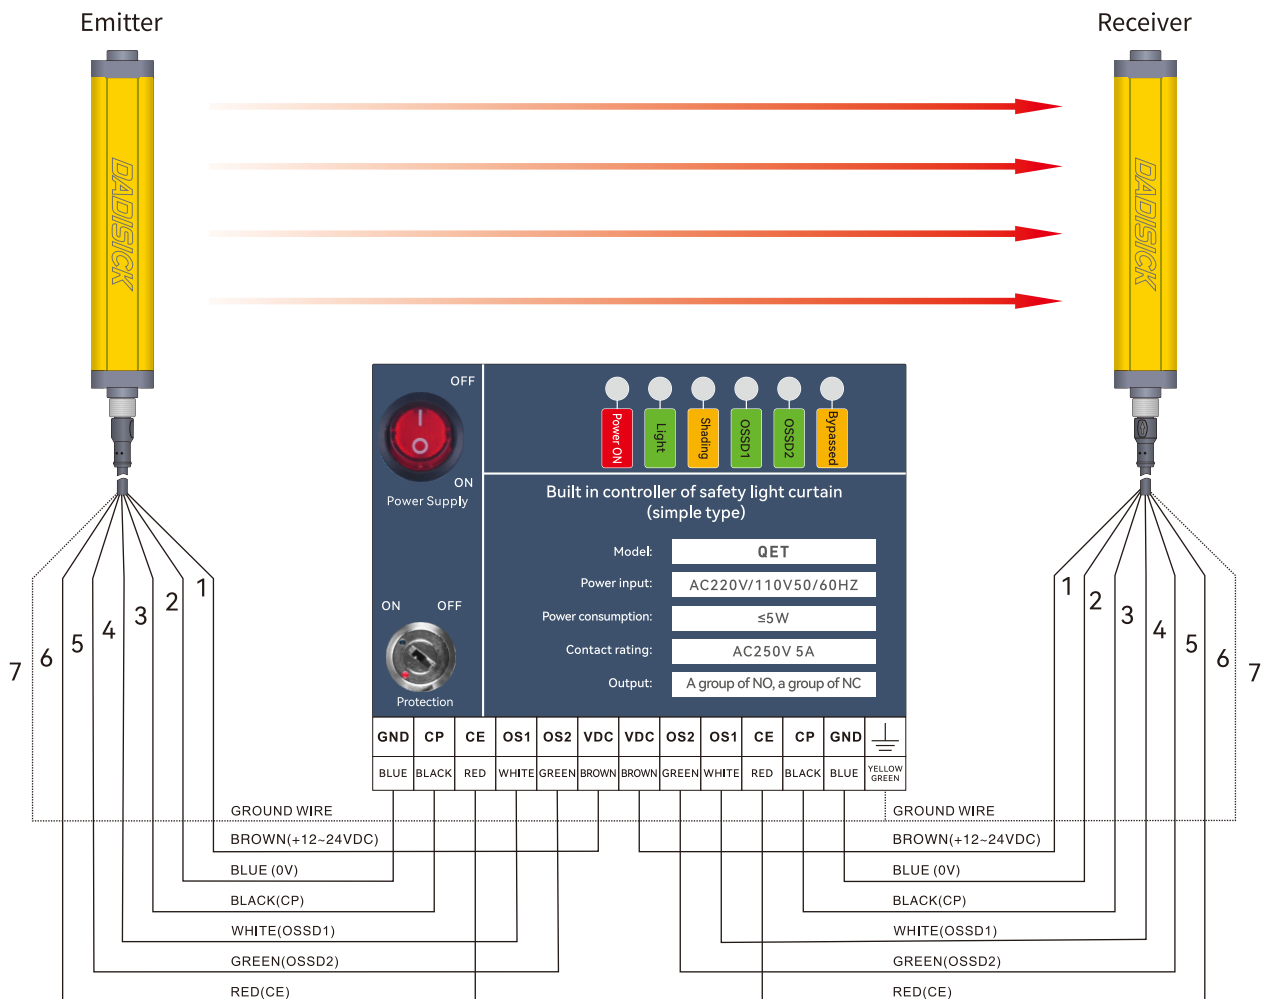 Emitter
Receiver
DADISICK
DADISICK
OFF
ON
Power Supply
Power ON
Light
Shading
OSSD1
OSSD2
Bypassed
Built in controller of safety light curtain
(simple type)
Model: QET
Power input: AC220V/110V50/60HZ
Power consumption: ≤5W
Contact rating: AC250V 5A
Output: A group of NO, a group of NC
ON OFF
Protection
GND CP CE OS1 OS2 VDC VDC OS2 OS1 CE CP GND
BLUE BLACK RED WHITE GREEN BROWN BROWN GREEN WHITE RED BLACK BLUE YELLOW GREEN
7 6 5 4 3 2 1
1 2 3 4 5 6 7
GROUND WIRE
BROWN(+12~24VDC)
BLUE (0V)
BLACK(CP)
WHITE(OSSD1)
GREEN(OSSD2)
RED(CE)
GROUND WIRE
BROWN(+12~24VDC)
BLUE (0V)
BLACK(CP)
WHITE(OSSD1)
GREEN(OSSD2)
RED(CE)